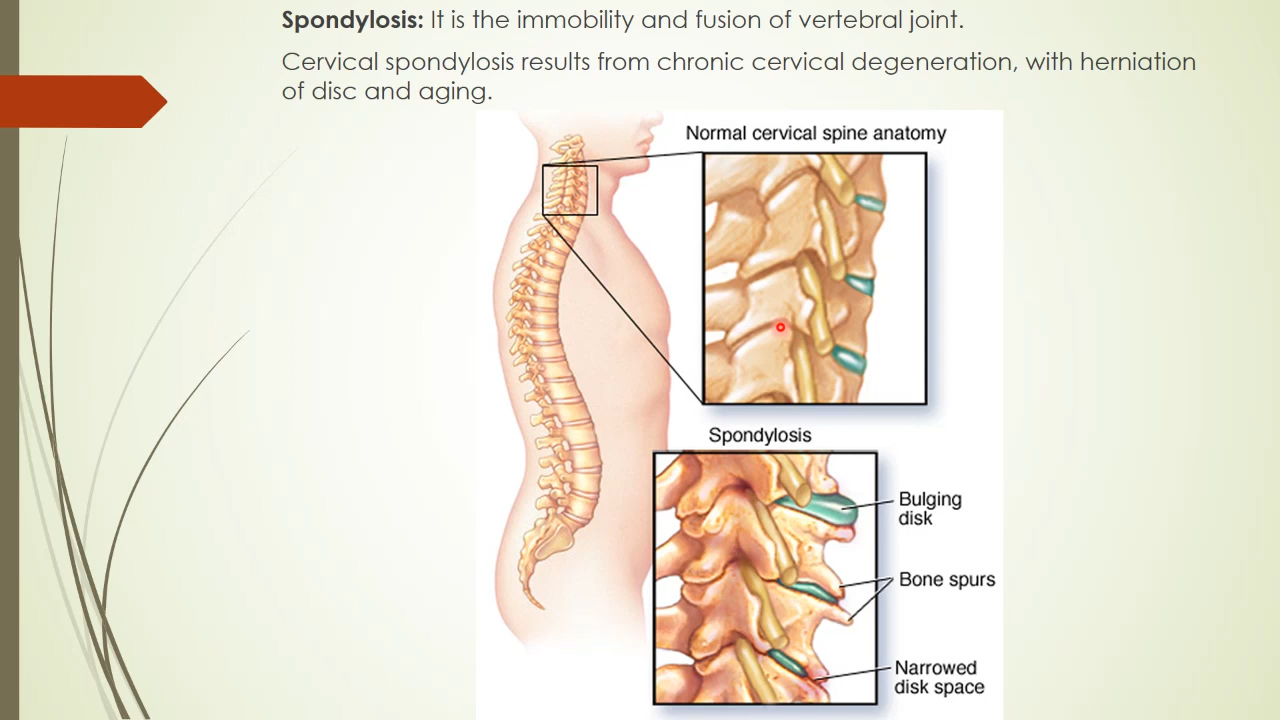 Spondylosis: It is the immobility and fusion of vertebral joint.
Cervical spondylosis results from chronic cervical degeneration, with herniation
of disc and aging.
Normal cervical spine anatomy
Spondylosis
Bulging
disk
Bone spurs
Narrowed
disk space